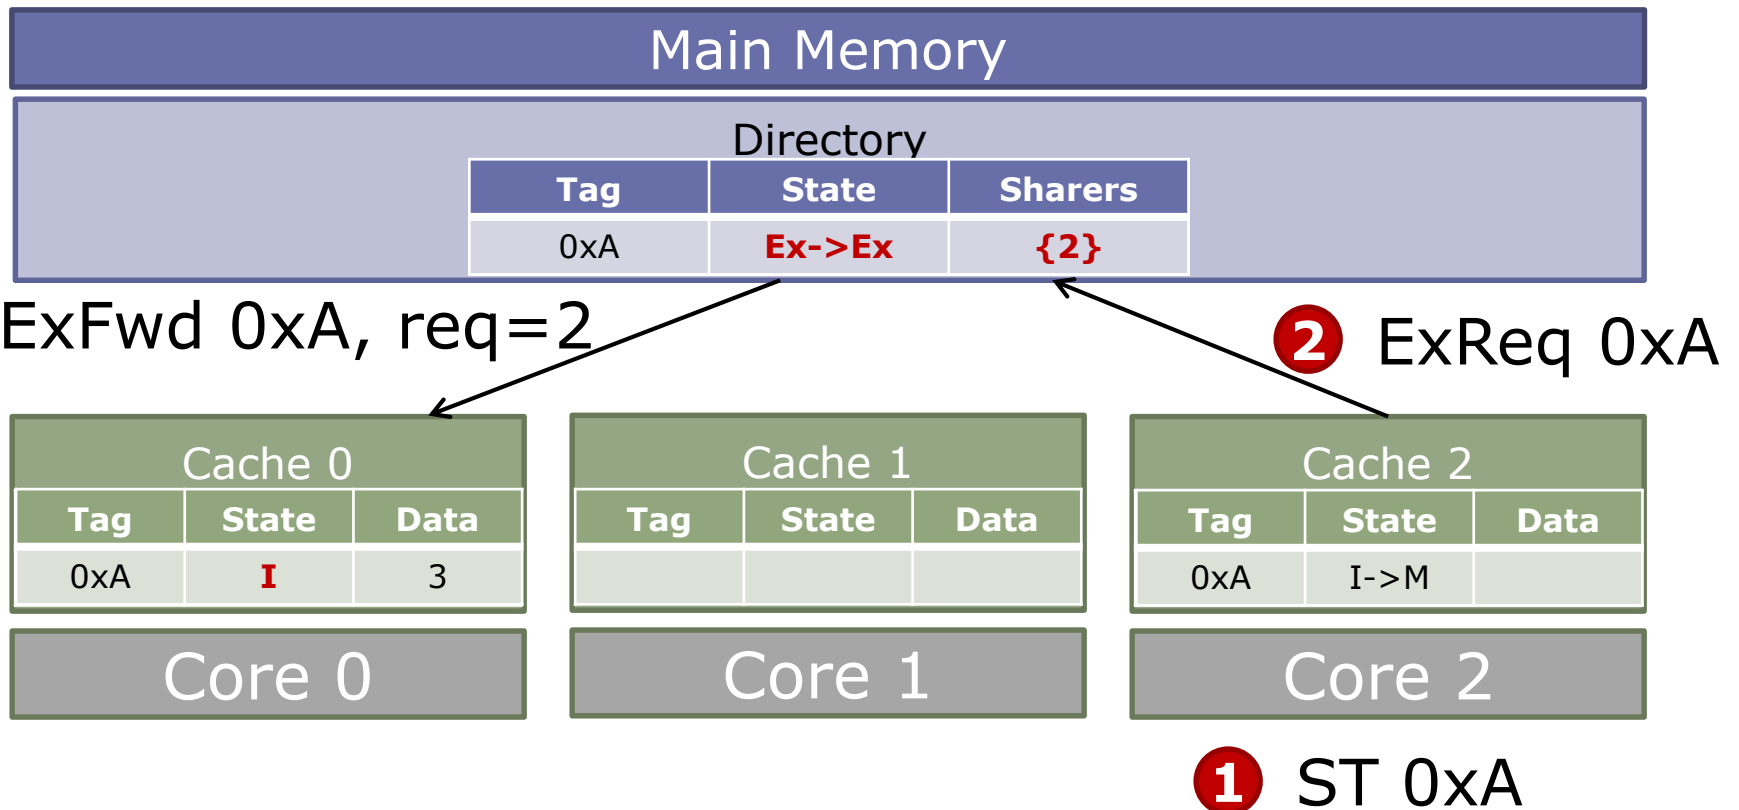 Main Memory
Directory
Tag State Sharers
0xA Ex->Ex {2}
ExFwd 0xA, req=2
2 ExReq 0xA
Cache 0 Cache 1 Cache 2
Tag State Data Tag State Data Tag State Data
0xA I 3 0xA I->M
Core 0 Core 1 Core 2
1 ST 0xA